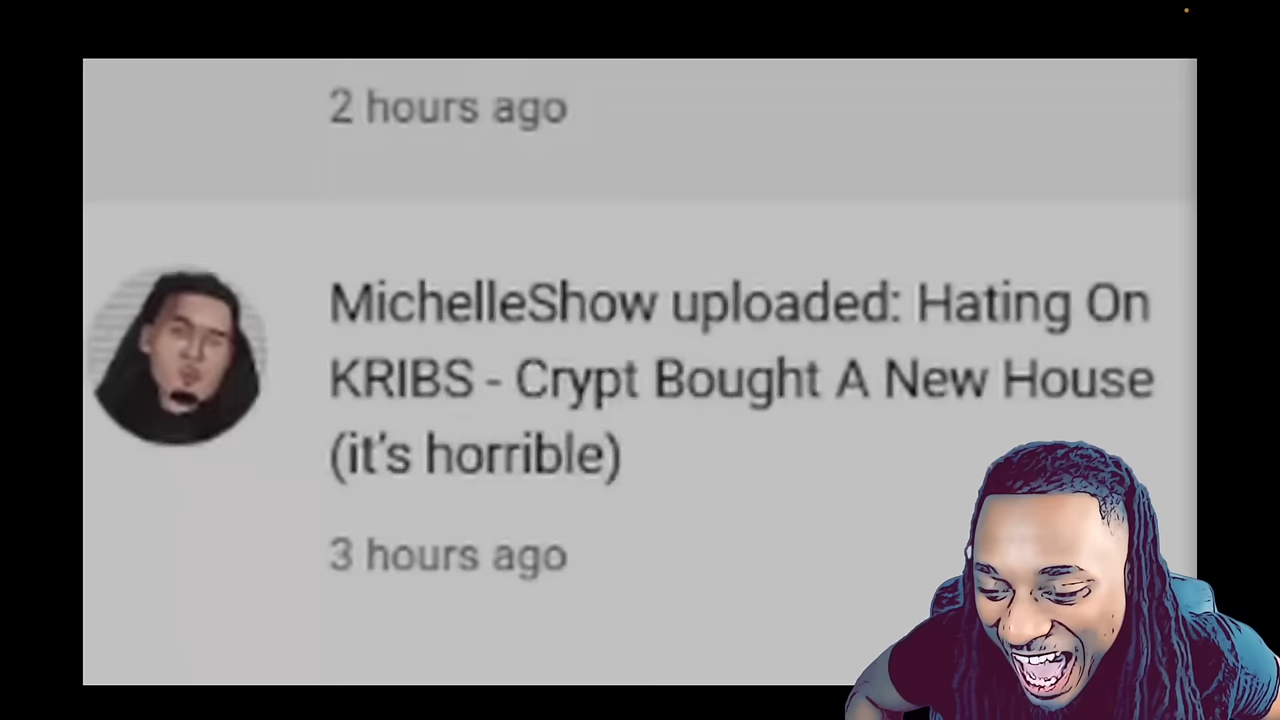 2 hours ago
MichelleShow uploaded: Hating On
KRIBS - Crypt Bought A New House
(it's horrible)
3 hours ago